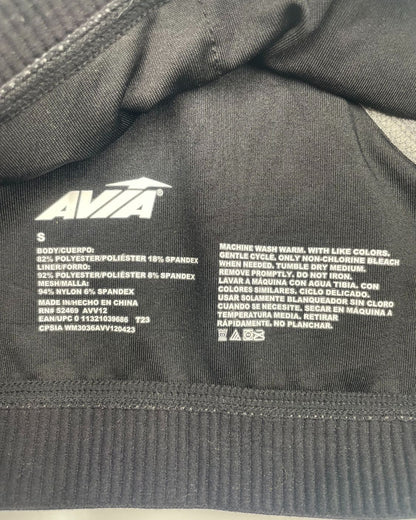 AVIA®
S
BODY/CUERPO:
82% POLYESTER/POLIÉSTER 18% SPANDEX
LINER/FORRO:
92% POLYESTER/POLIÉSTER 8% SPANDEX
MESH/MALLA:
94% NYLON 6% SPANDEX
MADE IN/HECHO EN CHINA
RN# 52469 AVV12
EAN/UPC 0 11321039686 T23
CPSIA WM3036AVV120423
MACHINE WASH WARM. WITH LIKE COLORS.
GENTLE CYCLE. ONLY NON-CHLORINE BLEACH
WHEN NEEDED. TUMBLE DRY MEDIUM.
REMOVE PROMPTLY. DO NOT IRON.
LAVAR A MÁQUINA CON AGUA TIBIA. CON
COLORES SIMILARES. CICLO DELICADO.
USAR SOLAMENTE BLANQUEADOR SIN CLORO
CUANDO SE NECESITE. SECAR EN MÁQUINA A
TEMPERATURA MEDIA. RETIRAR
RÁPIDAMENTE. NO PLANCHAR.